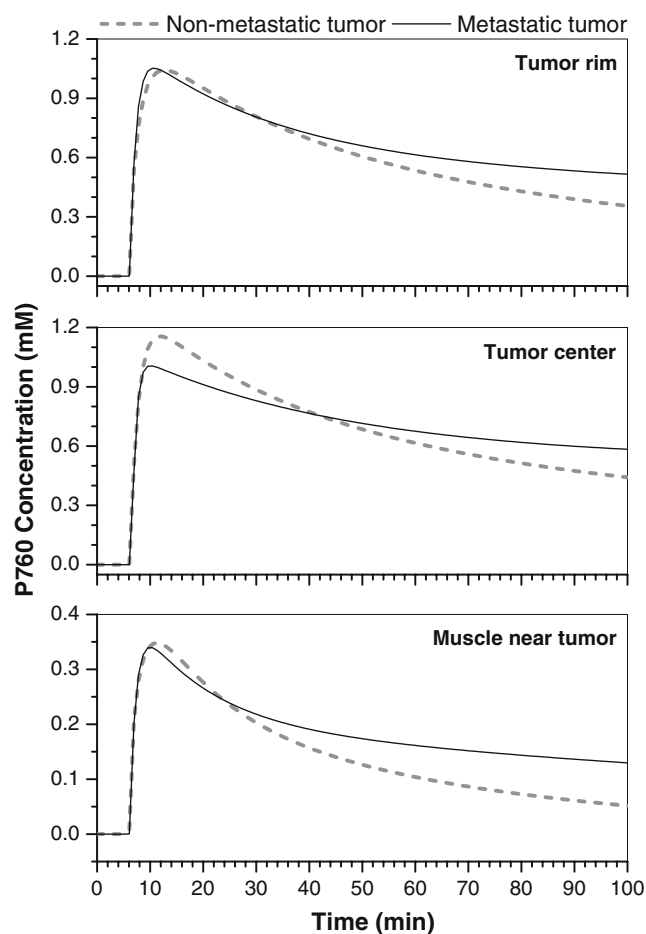 Non-metastatic tumor Metastatic tumor
Tumor rim
1.2
0.9
0.6
0.3
0.0
Tumor center
1.2
0.9
0.6
0.3
0.0
Muscle near tumor
0.4
0.3
0.2
0.1
0.0
0 10 20 30 40 50 60 70 80 90 100
P760 Concentration (mM)
Time (min)